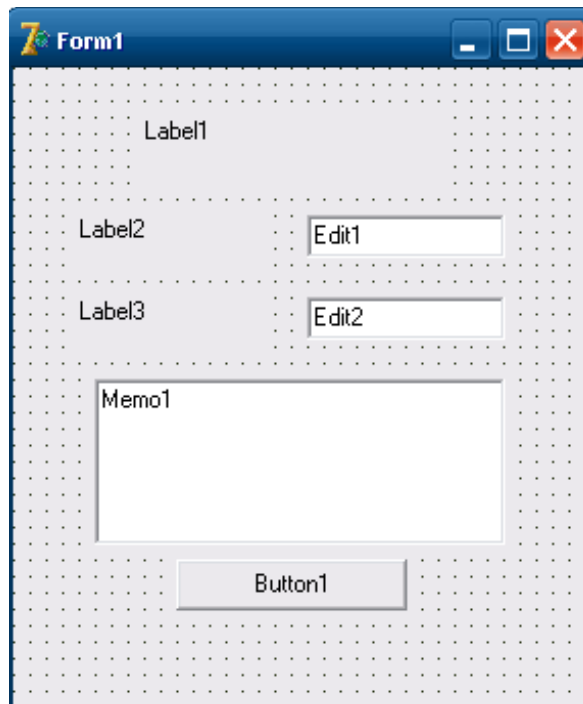 Form1
Label1
Label2
Edit1
Label3
Edit2
Memo1
Button1